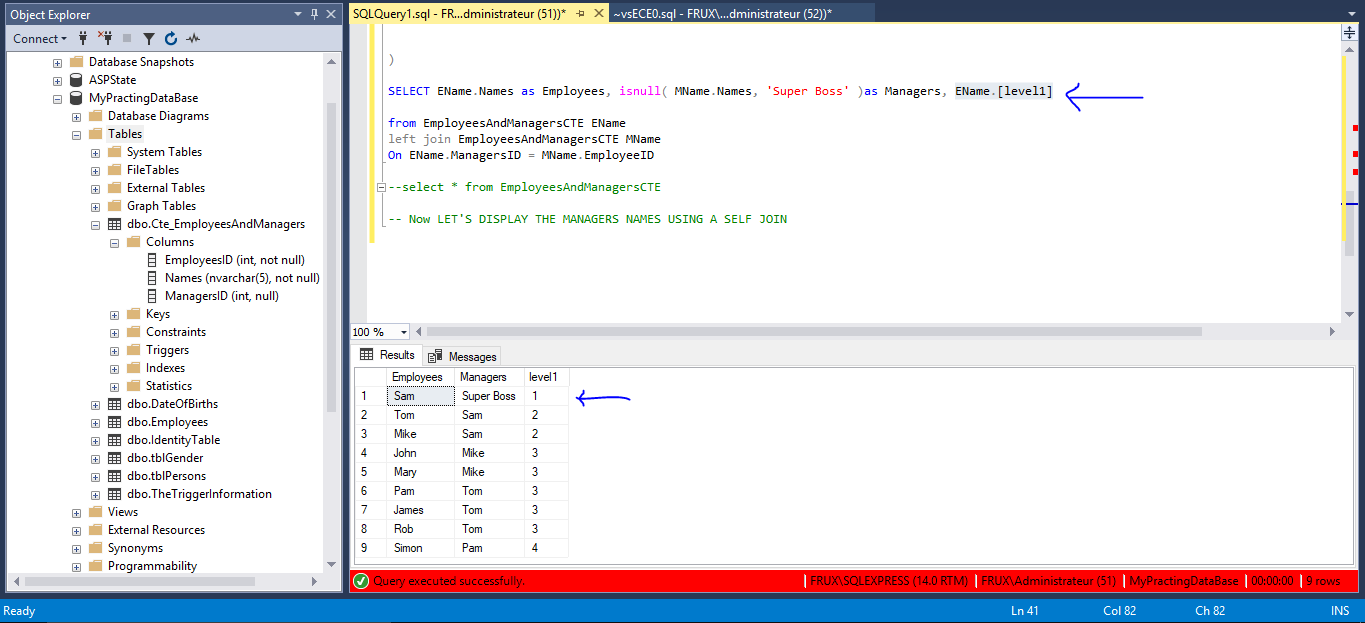 Object Explorer
Connect
Database Snapshots
ASPState
MyPractingDataBase
Database Diagrams
Tables
System Tables
FileTables
External Tables
Graph Tables
dbo.Cte_EmployeesAndManagers
Columns
EmployeesID (int, not null)
Names (nvarchar(5), not null)
ManagersID (int, null)
Keys
Constraints
Triggers
Indexes
Statistics
dbo.DateOfBirths
dbo.Employees
dbo.IdentityTable
dbo.tblGender
dbo.tblPersons
dbo.TheTriggerInformation
Views
External Resources
Synonyms
Programmability
SQLQuery1.sql - FR...dministrateur (51))*
~vsECE0.sql - FRUX\...dministrateur (52))*
)
SELECT EName.Names as Employees, isnull( MName.Names, 'Super Boss' )as Managers, EName.[level1]
from EmployeesAndManagersCTE EName
left join EmployeesAndManagersCTE MName
On EName.ManagersID = MName.EmployeeID
--select * from EmployeesAndManagersCTE
-- Now LET'S DISPLAY THE MANAGERS NAMES USING A SELF JOIN
100 %
Results Messages
Employees Managers level1
1 Sam Super Boss 1
2 Tom Sam 2
3 Mike Sam 2
4 John Mike 3
5 Mary Mike 3
6 Pam Tom 3
7 James Tom 3
8 Rob Tom 3
9 Simon Pam 4
Query executed successfully. FRUX\SQLEXPRESS (14.0 RTM) FRUX\Administrateur (51) MyPractingDataBase 00:00:00 9 rows
Ready Ln 41 Col 82 Ch 82 INS